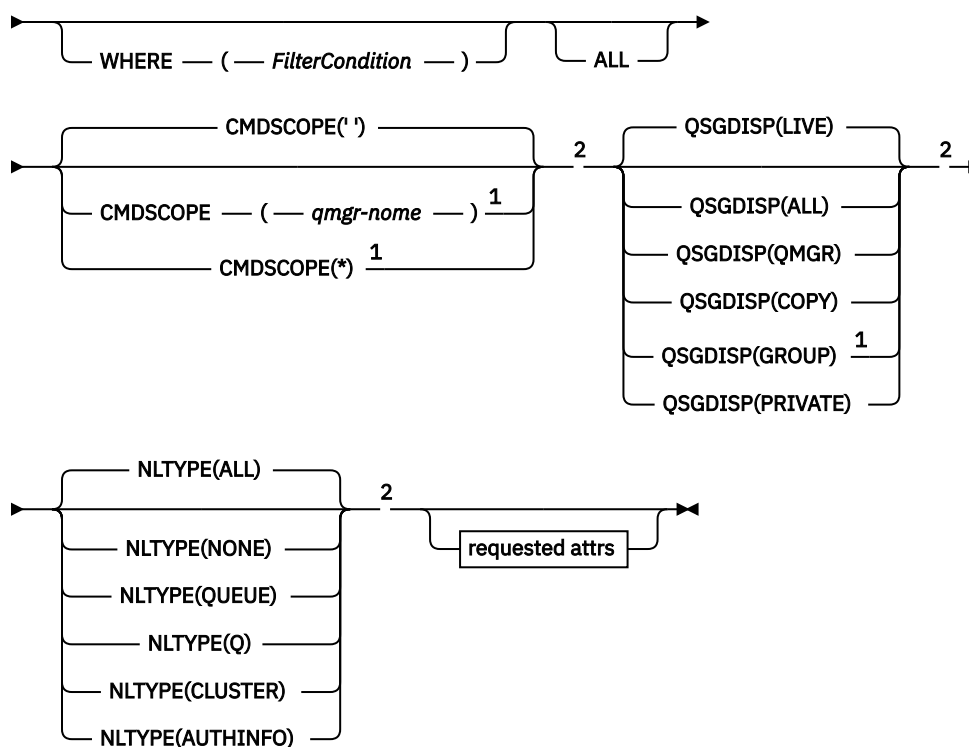 WHERE ( FilterCondition ) ALL
CMDSCOPE(' ') 2 QSGDISP(LIVE) 2
CMDSCOPE ( qmgr-nome ) 1
CMDSCOPE(*) 1
QSGDISP(ALL)
QSGDISP(QMGR)
QSGDISP(COPY)
QSGDISP(GROUP) 1
QSGDISP(PRIVATE)
NLTYPE(ALL) 2
NLTYPE(NONE)
NLTYPE(QUEUE)
NLTYPE(Q)
NLTYPE(CLUSTER)
NLTYPE(AUTHINFO)
requested attrs